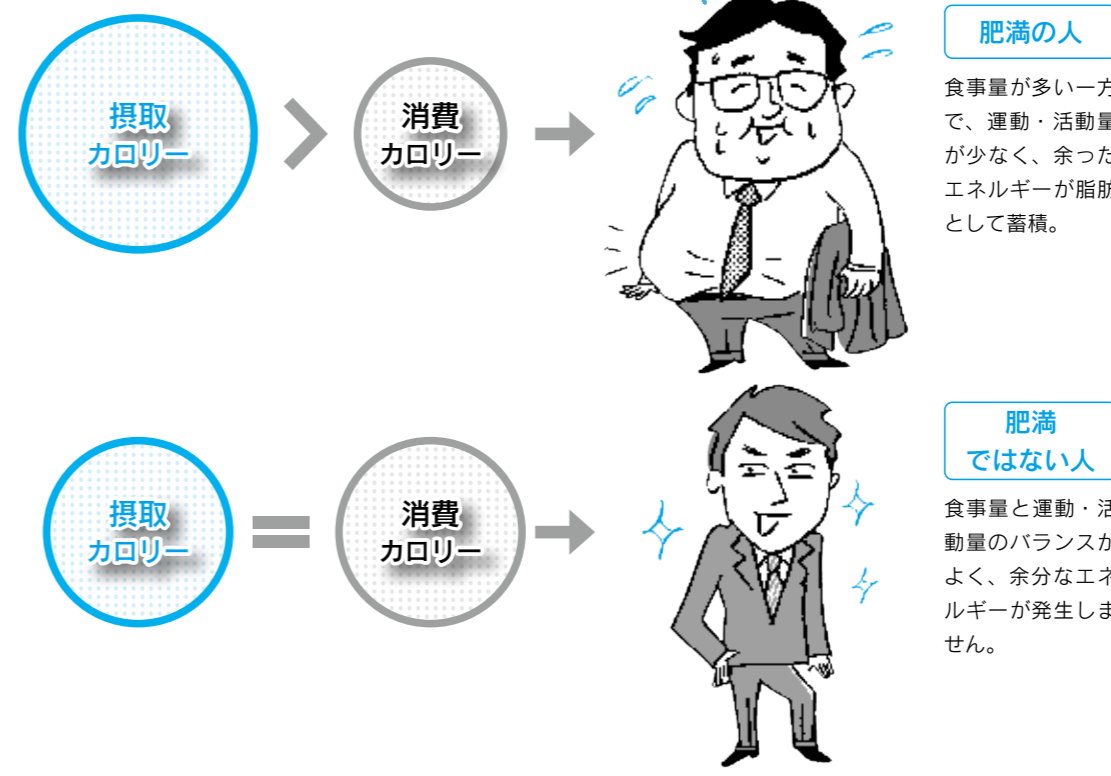 摂取
カロリー
>
消費
カロリー
肥満の人
食事量が多い一方
で、運動・活動量
が少なく、余った
エネルギーが脂肪
として蓄積。
摂取
カロリー
=
消費
カロリー
肥満
ではない人
食事量と運動・活
動量のバランスが
よく、余分なエネ
ルギーが発生しま
せん。